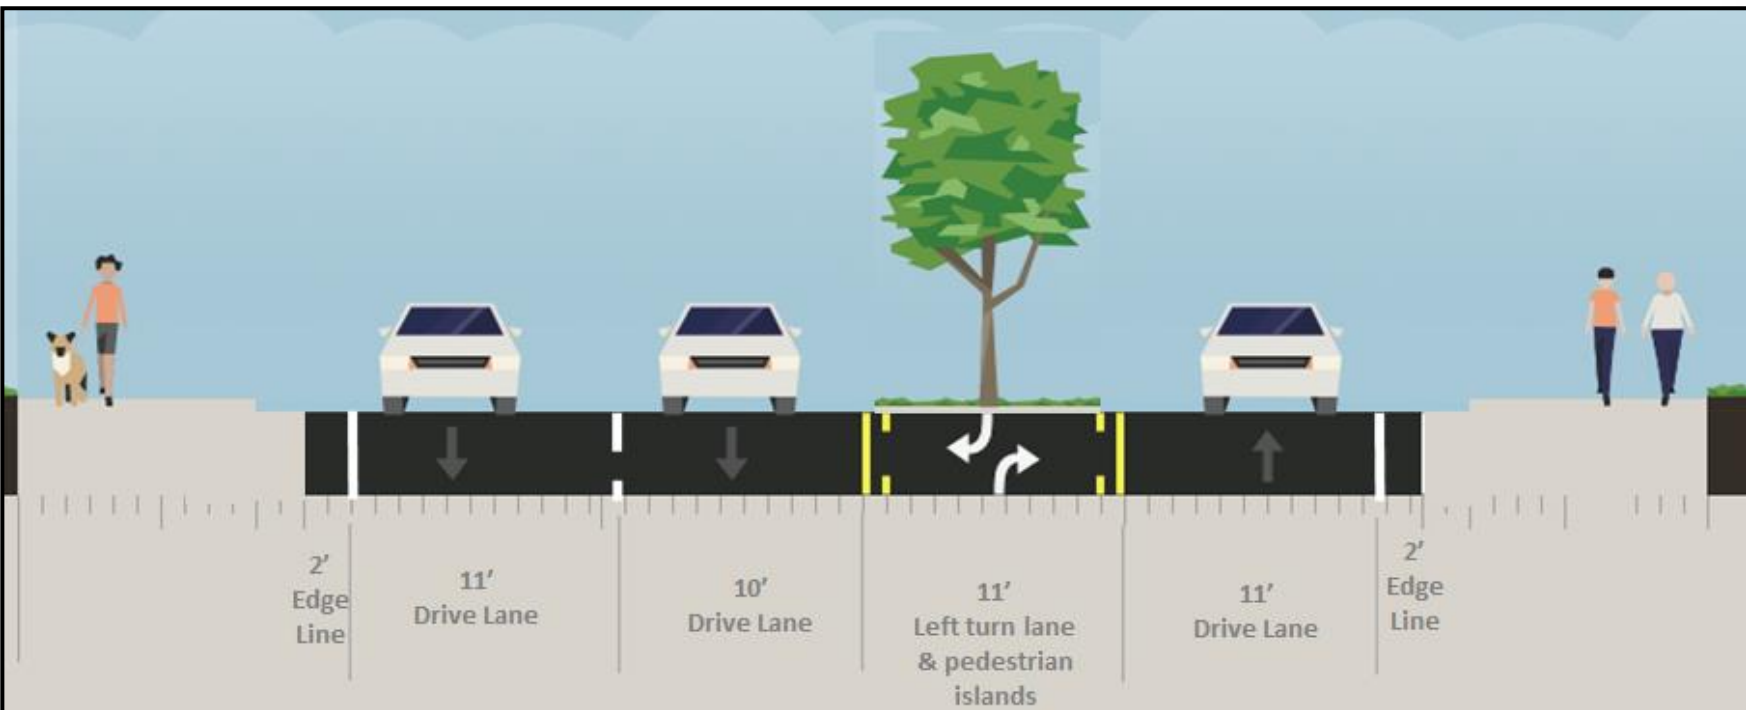 2’
Edge
Line
11’
Drive Lane
10’
Drive Lane
11’
Left turn lane
& pedestrian
islands
11’
Drive Lane
2’
Edge
Line